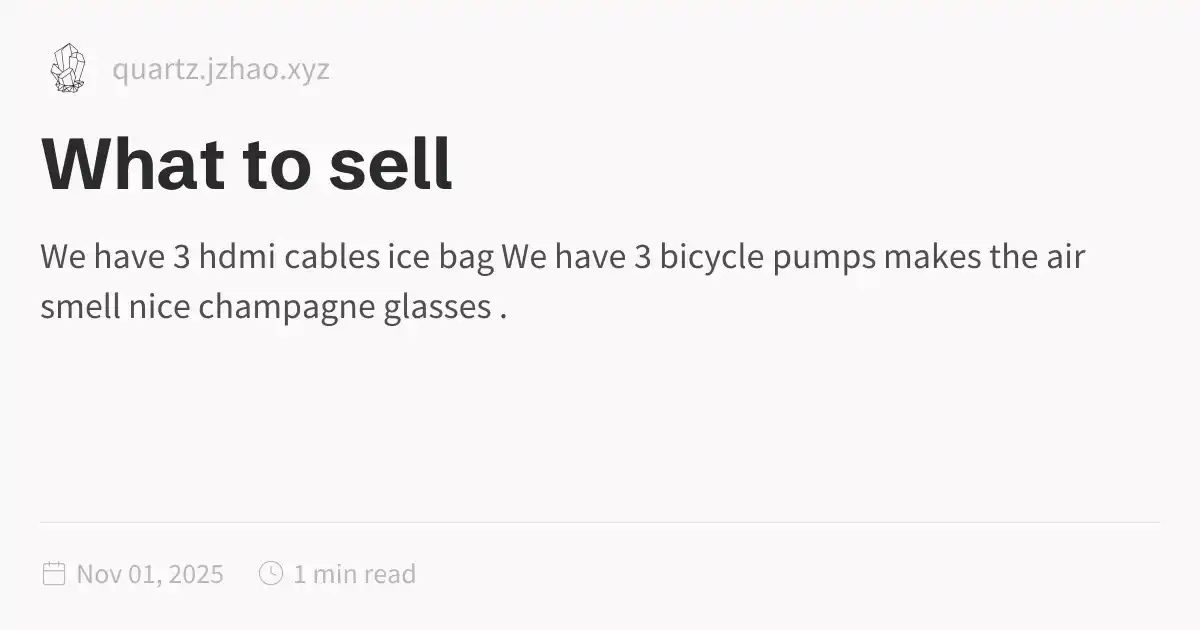 quartz.jzhao.xyz
What to sell
We have 3 hdmi cables ice bag We have 3 bicycle pumps makes the air
smell nice champagne glasses .
Nov 01, 2025 1 min read